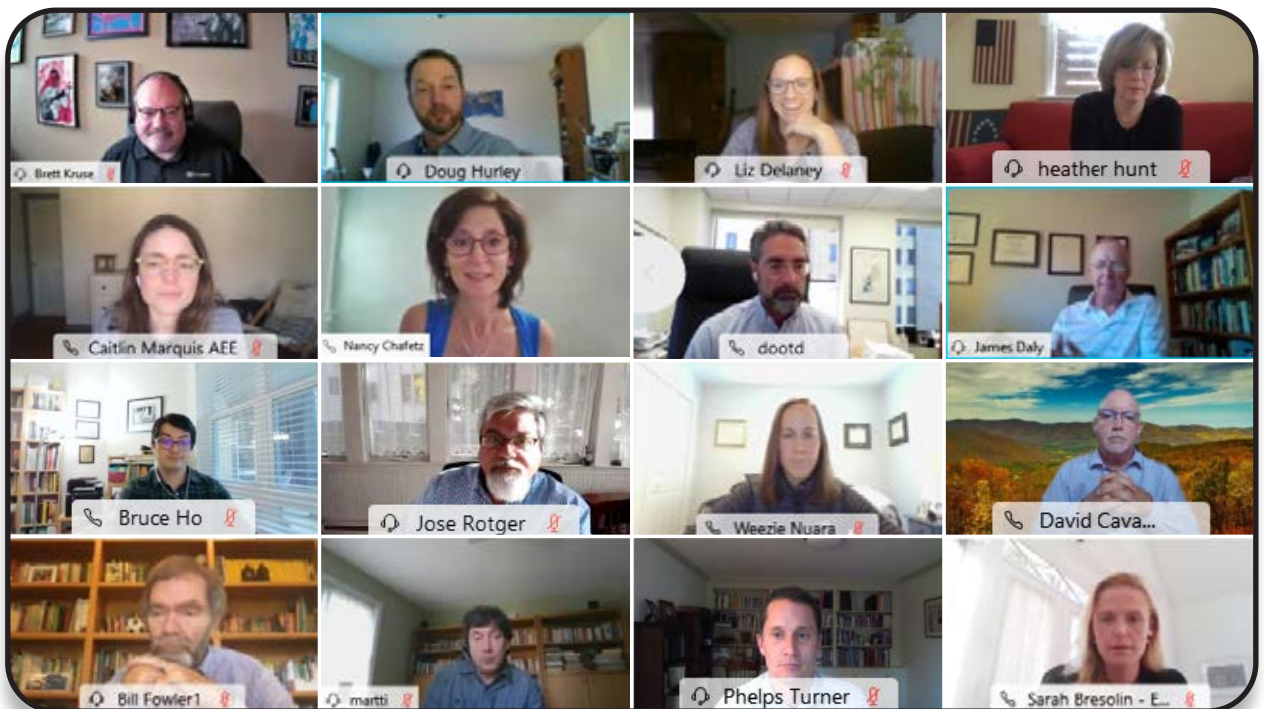 Brett Kruse
Doug Hurley
Liz Delaney
heather hunt
Caitlin Marquis AEE
Nancy Chafetz
dootd
James Daly
Bruce Ho
Jose Rotger
Weezie Nuara
David Cava...
Bill Fowler1
martti
Phelps Turner
Sarah Bresolin - E...